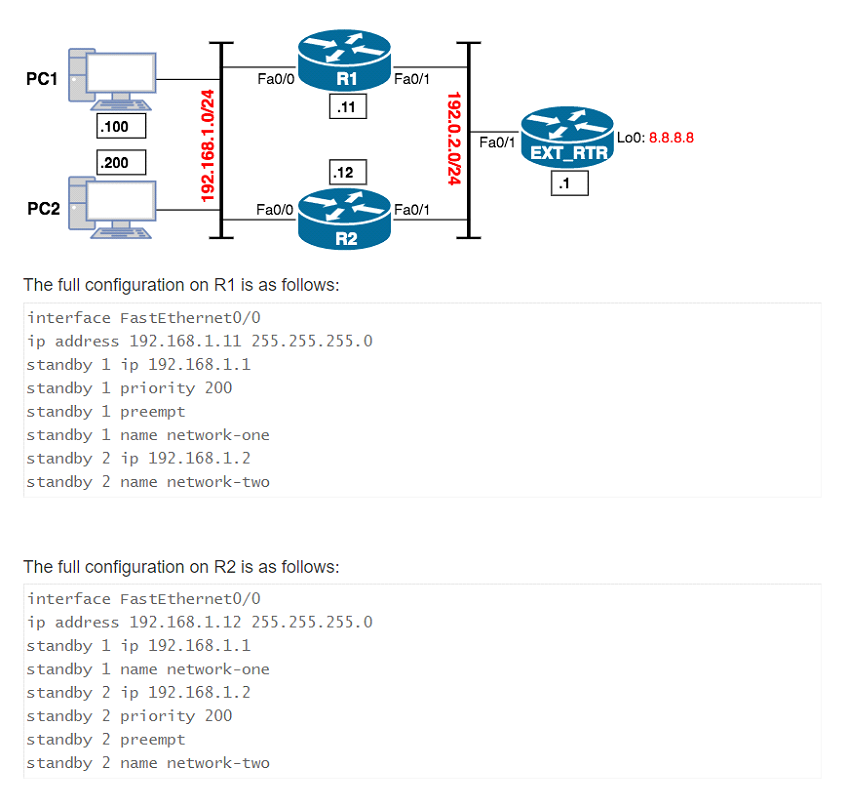 PC1
.100
.200
PC2
192.168.1.0/24
Fa0/0
R1
Fa0/1
.11
.12
Fa0/0
R2
Fa0/1
192.0.2.0/24
Fa0/1
EXT_RTR
Lo0: 8.8.8.8
.1
The full configuration on R1 is as follows:
interface FastEthernet0/0
ip address 192.168.1.11 255.255.255.0
standby 1 ip 192.168.1.1
standby 1 priority 200
standby 1 preempt
standby 1 name network-one
standby 2 ip 192.168.1.2
standby 2 name network-two
The full configuration on R2 is as follows:
interface FastEthernet0/0
ip address 192.168.1.12 255.255.255.0
standby 1 ip 192.168.1.1
standby 1 name network-one
standby 2 ip 192.168.1.2
standby 2 priority 200
standby 2 preempt
standby 2 name network-two